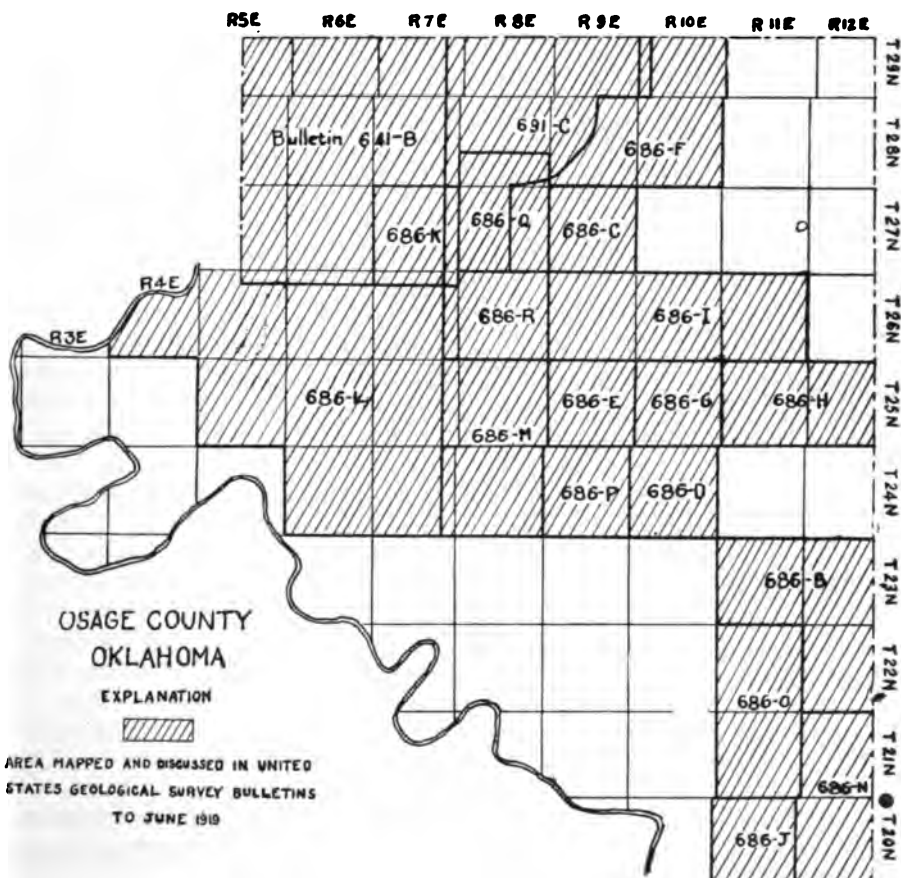 R5E R6E R7E R8E R9E R10E R11E R12E
T29N
Bulletin 641-B
691-C
686-F
T28N
686-K
686-Q
686-C
T27N
R4E
R3E
686-R
686-I
T26N
686-L
686-M
686-E
686-G
686-H
T25N
686-P
686-D
T24N
686-B
T23N
OSAGE COUNTY
OKLAHOMA
EXPLANATION
AREA MAPPED AND DISCUSSED IN UNITED
STATES GEOLOGICAL SURVEY BULLETINS
TO JUNE 1919
686-O
T22N
T21N
686-N
686-J
T20N